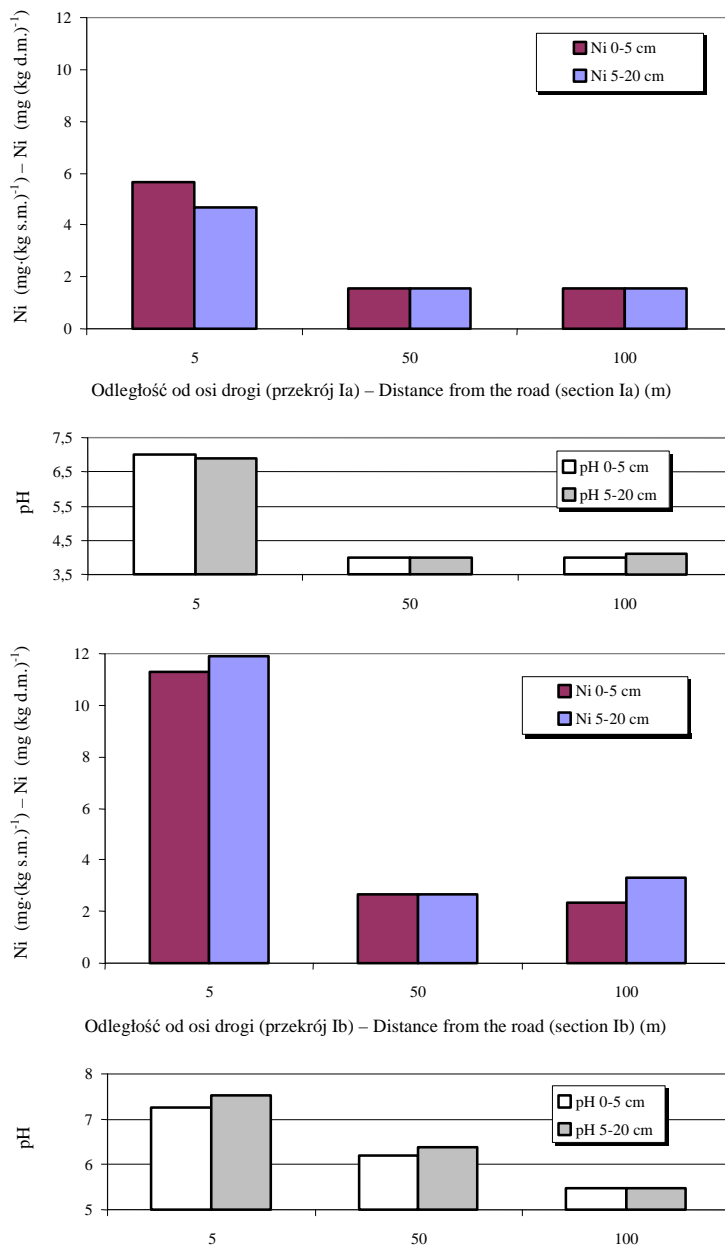 12
10
8
6
4
2
0
Ni (mg·(kg s.m.)-1) – Ni (mg (kg d.m.)-1)
Ni 0-5 cm
Ni 5-20 cm
5 50 100
Odległość od osi drogi (przekrój Ia) – Distance from the road (section Ia) (m)
7,5
6,5
5,5
4,5
3,5
pH
pH 0-5 cm
pH 5-20 cm
5 50 100
12
10
8
6
4
2
0
Ni (mg·(kg s.m.)-1) – Ni (mg (kg d.m.)-1)
Ni 0-5 cm
Ni 5-20 cm
5 50 100
Odległość od osi drogi (przekrój Ib) – Distance from the road (section Ib) (m)
8
7
6
5
pH
pH 0-5 cm
pH 5-20 cm
5 50 100